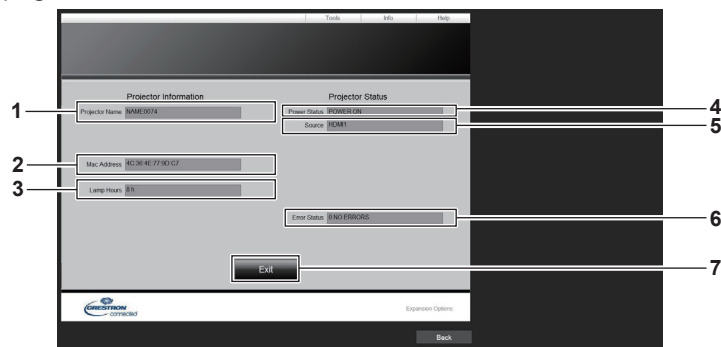 Tools Info Help
Projector Information Projector Status
1 Projector Name NAME0074 Power Status POWER ON 4
Source HDMI1 5
2 Mac Address 4C:36:4E:77:9D:C7
3 Lamp Hours 8 h
Error Status 0:NO ERRORS 6
Exit 7
CRESTRON
connected
Expansion Options
Back